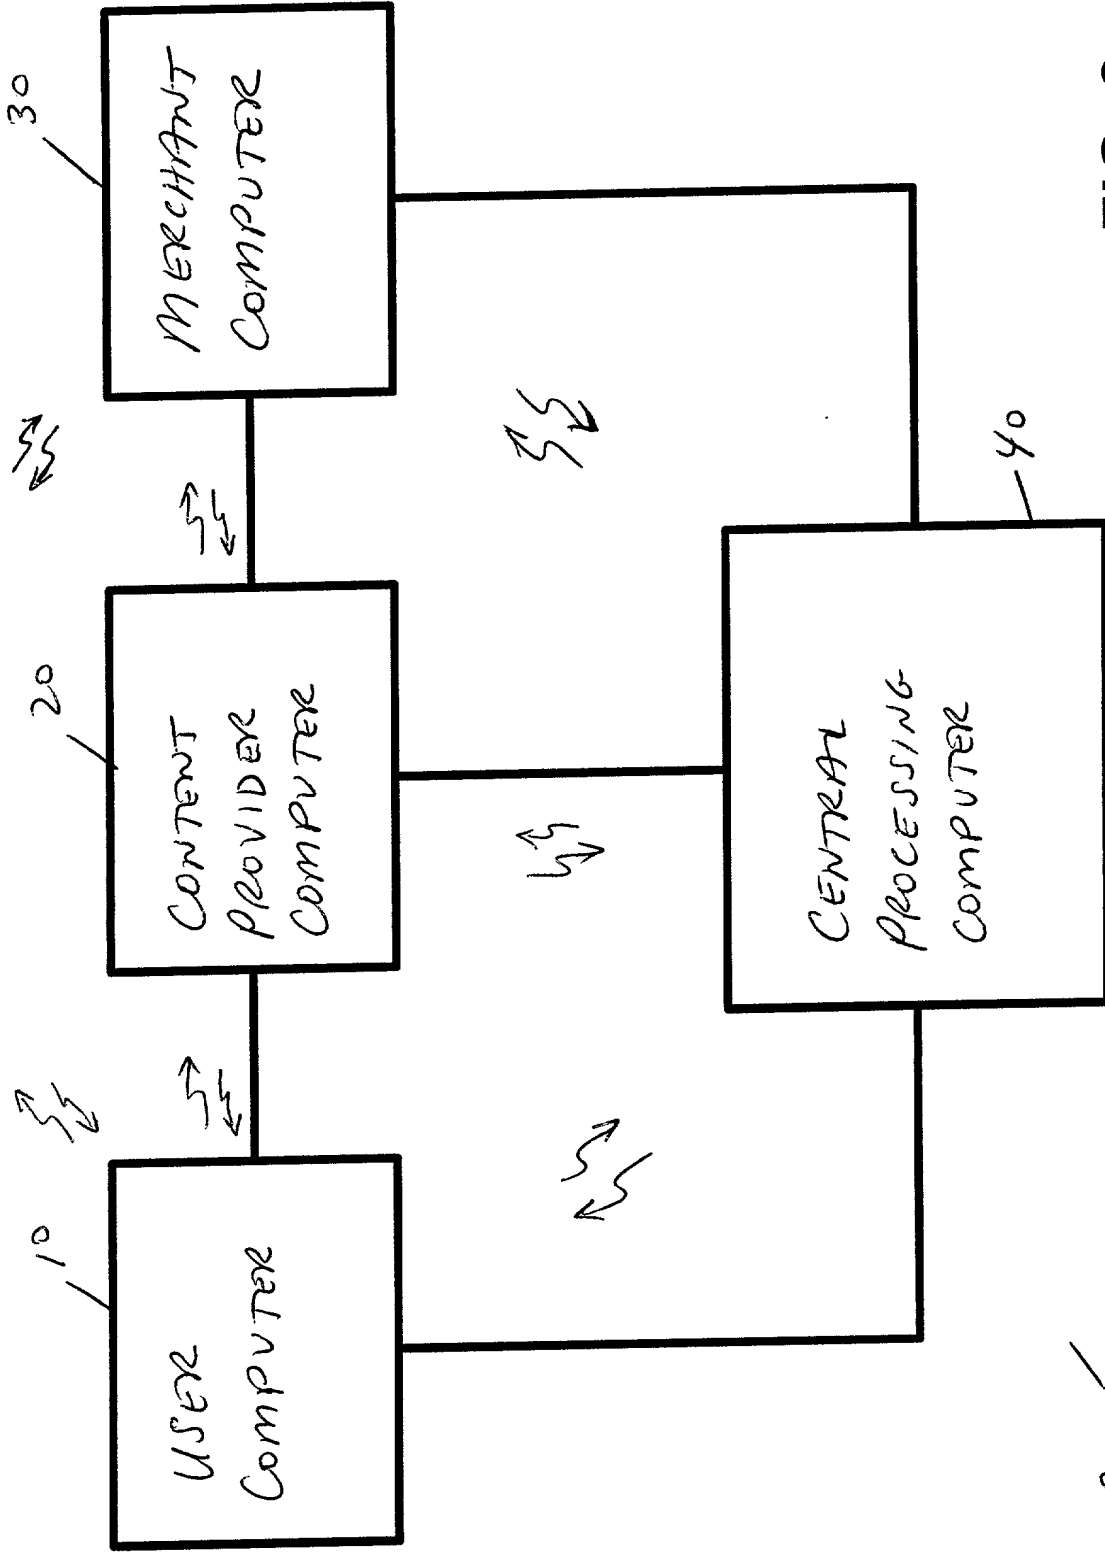 10
USER
COMPUTER
20
CONTENT
PROVIDER
COMPUTER
30
MERCHANT
COMPUTER
CENTRAL
PROCESSING
COMPUTER
40